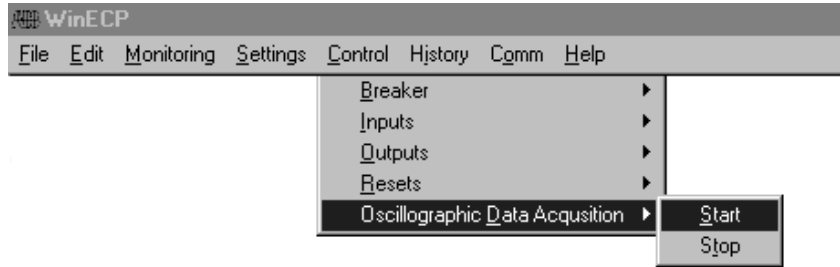 WinECP
File Edit Monitoring Settings Control History Comm Help
Breaker
Inputs
Outputs
Resets
Oscillographic Data Acqusition Start
Stop